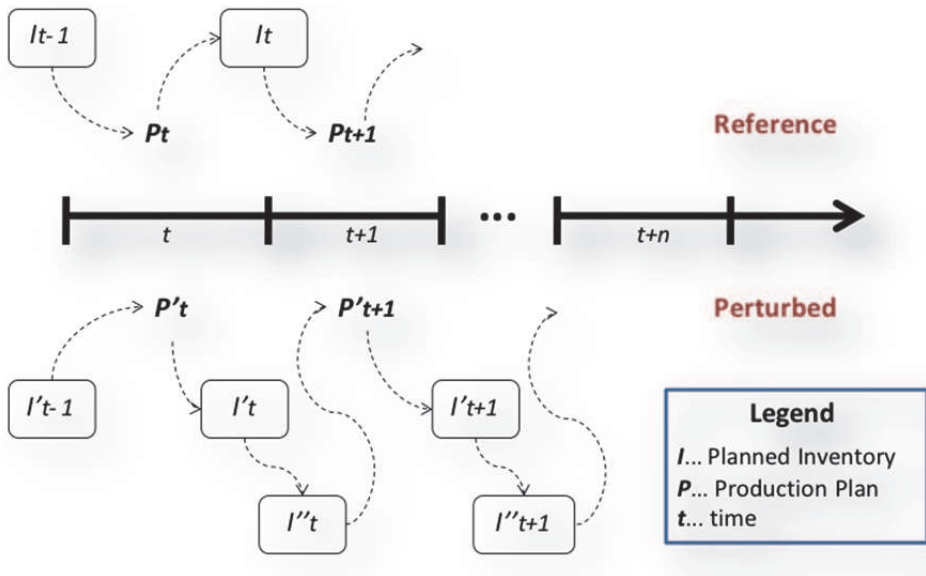 It-1
It
Pt
Pt+1
Reference
...
t
t+1
t+n
P't
P't+1
Perturbed
I't-1
I't
I't+1
I''t
I''t+1
Legend
I... Planned Inventory
P... Production Plan
t... time